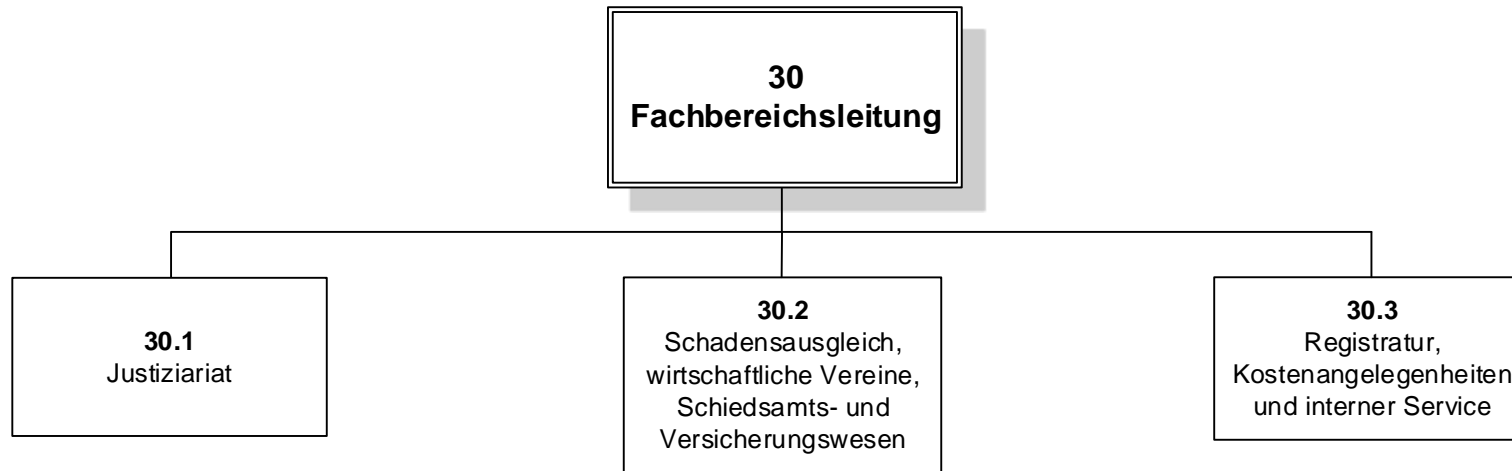 30
Fachbereichsleitung
30.1
Justiziariat
30.2
Schadensausgleich,
wirtschaftliche Vereine,
Schiedsamts- und
Versicherungswesen
30.3
Registratur,
Kostenangelegenheiten
und interner Service